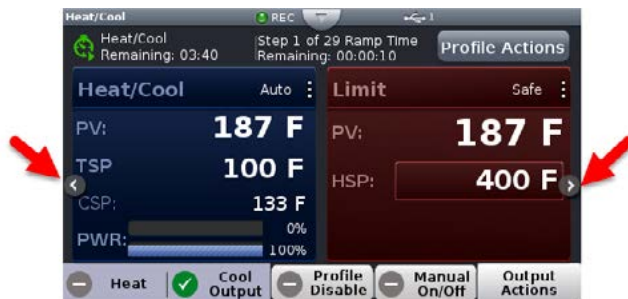 Heat/Cool
REC
1
Heat/Cool
Remaining: 03:40
Step 1 of 29 Ramp Time
Remaining: 00:00:10
Profile Actions
Heat/Cool Auto
PV: 187 F
TSP 100 F
CSP: 133 F
PWR: 0%
100%
Limit Safe
PV: 187 F
HSP: 400 F
Heat
Cool Output
Profile Disable
Manual On/Off
Output Actions